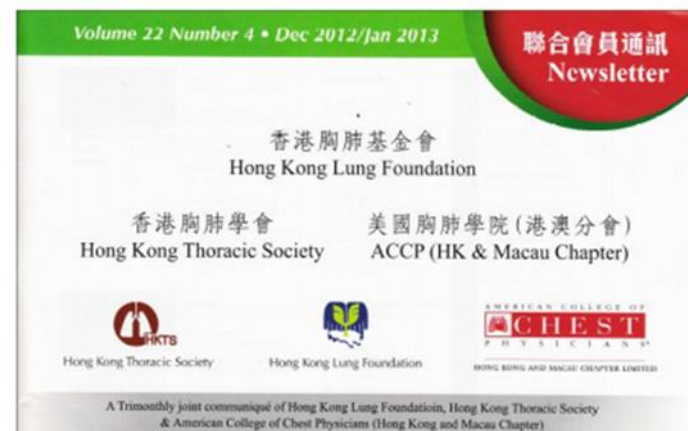 Volume 22 Number 4 • Dec 2012/Jan 2013
聯合會員通訊
Newsletter
香港胸肺基金會
Hong Kong Lung Foundation
香港胸肺學會
Hong Kong Thoracic Society
美國胸肺學院(港澳分會)
ACCP (HK & Macau Chapter)
HKTS
Hong Kong Thoracic Society
Hong Kong Lung Foundation
AMERICAN COLLEGE OF
CHEST
PHYSICIANS®
HONG KONG AND MACAU CHAPTER LIMITED
A Trimonthly joint communiqué of Hong Kong Lung Foundatioin, Hong Kong Thoracic Society
& American College of Chest Physicians (Hong Kong and Macau Chapter)